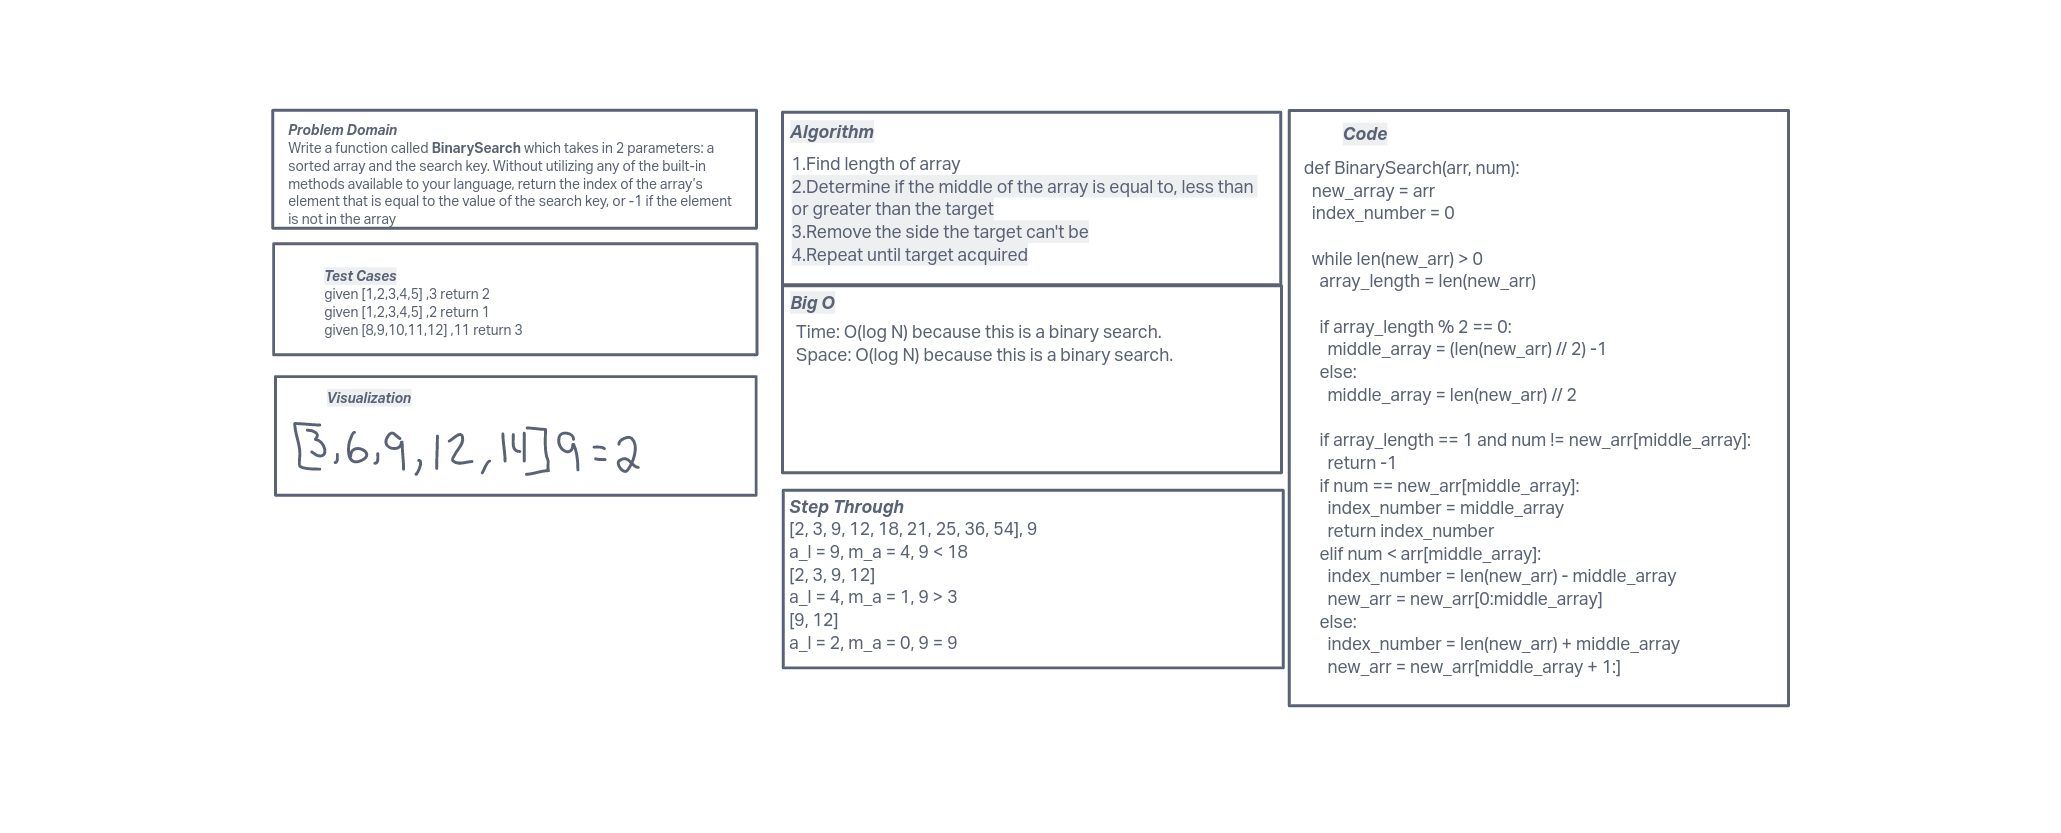 Problem Domain
Write a function called BinarySearch which takes in 2 parameters: a
sorted array and the search key. Without utilizing any of the built-in
methods available to your language, return the index of the array's
element that is equal to the value of the search key, or -1 if the element
is not in the array
Test Cases
given [1,2,3,4,5] ,3 return 2
given [1,2,3,4,5] ,2 return 1
given [8,9,10,11,12] ,11 return 3
Visualization
[3,6,9,12,14] 9 = 2
Algorithm
1.Find length of array
2.Determine if the middle of the array is equal to, less than
or greater than the target
3.Remove the side the target can't be
4.Repeat until target acquired
Big O
Time: O(log N) because this is a binary search.
Space: O(log N) because this is a binary search.
Step Through
[2, 3, 9, 12, 18, 21, 25, 36, 54], 9
a_l = 9, m_a = 4, 9 < 18
[2, 3, 9, 12]
a_l = 4, m_a = 1, 9 > 3
[9, 12]
a_l = 2, m_a = 0, 9 = 9
Code
def BinarySearch(arr, num):
new_array = arr
index_number = 0
while len(new_arr) > 0
array_length = len(new_arr)
if array_length % 2 == 0:
middle_array = (len(new_arr) // 2) -1
else:
middle_array = len(new_arr) // 2
if array_length == 1 and num != new_arr[middle_array]:
return -1
if num == new_arr[middle_array]:
index_number = middle_array
return index_number
elif num < arr[middle_array]:
index_number = len(new_arr) - middle_array
new_arr = new_arr[0:middle_array]
else:
index_number = len(new_arr) + middle_array
new_arr = new_arr[middle_array + 1:]